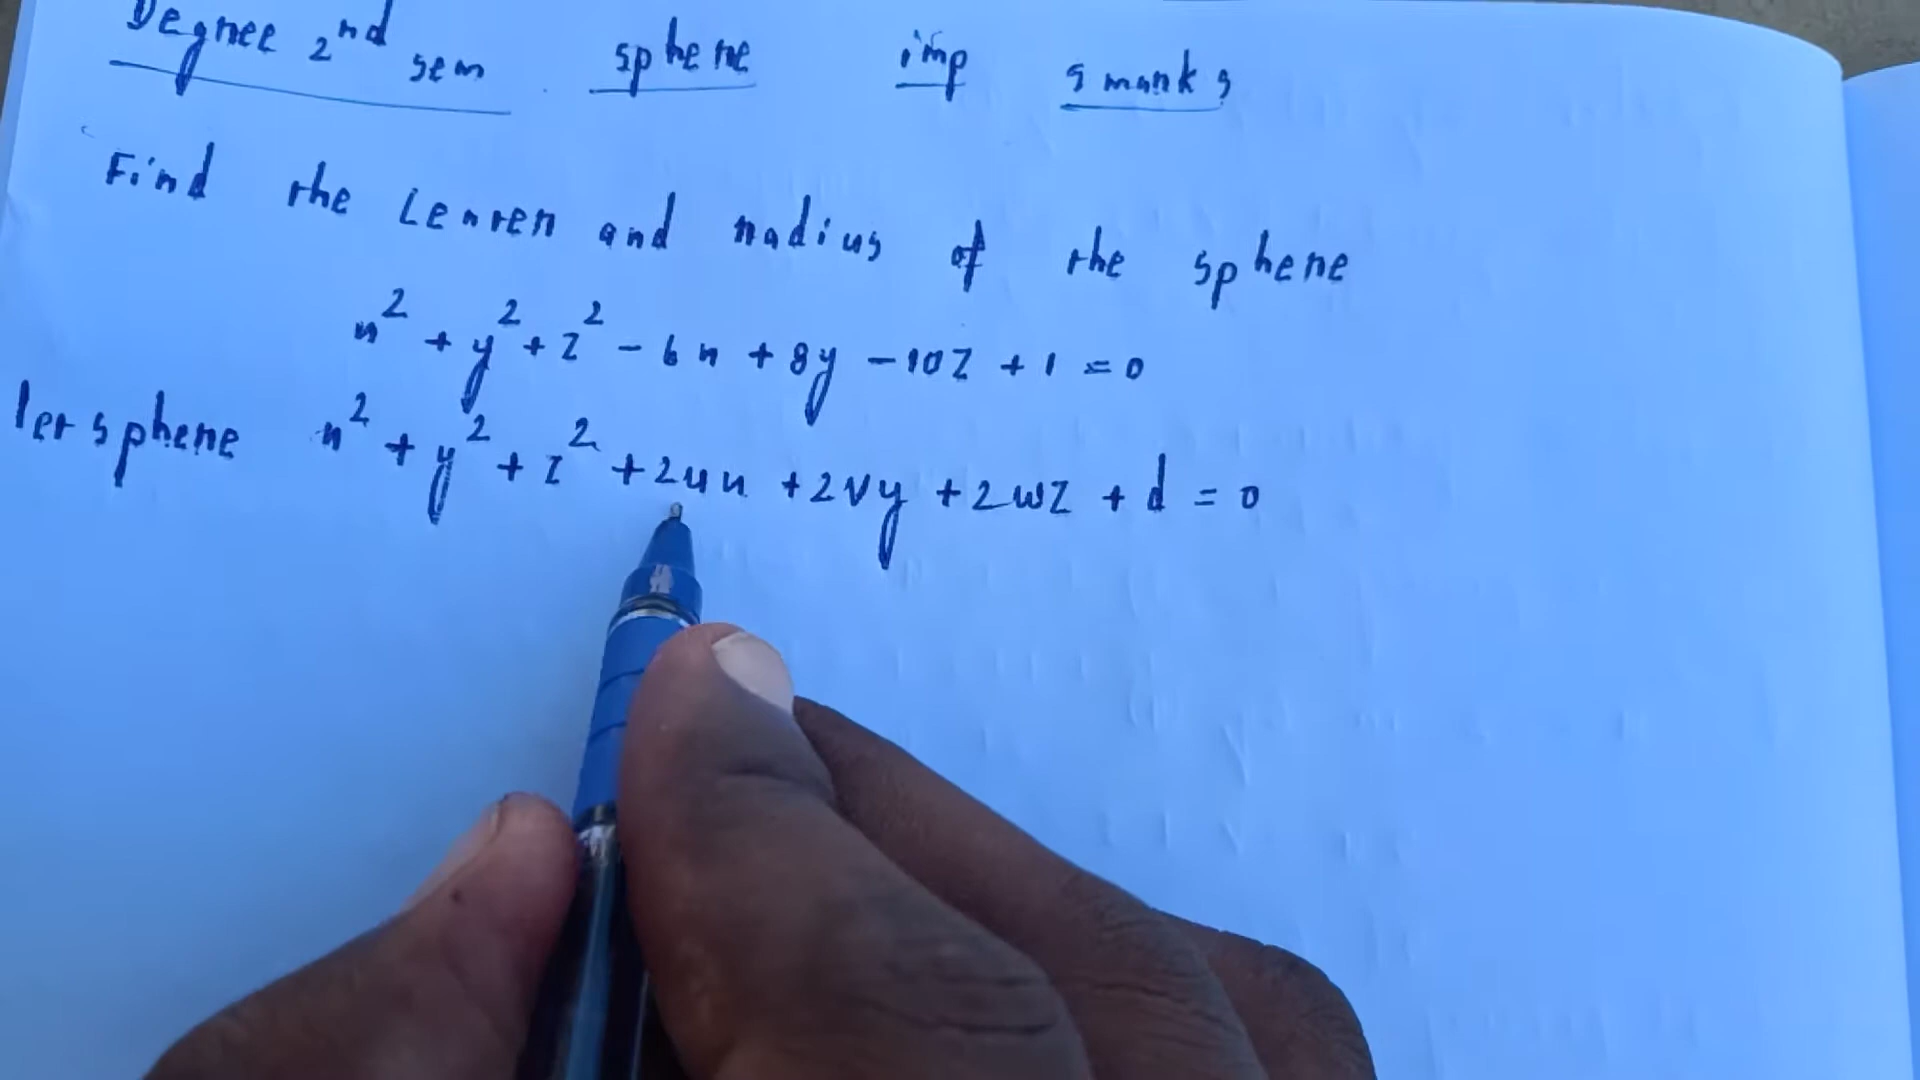 Degree 2nd sem sphere imp 5 marks
Find the center and radius of the sphere
x² + y² + z² - 6x + 8y - 10z + 1 = 0
let sphere x² + y² + z² + 2ux + 2vy + 2wz + d = 0